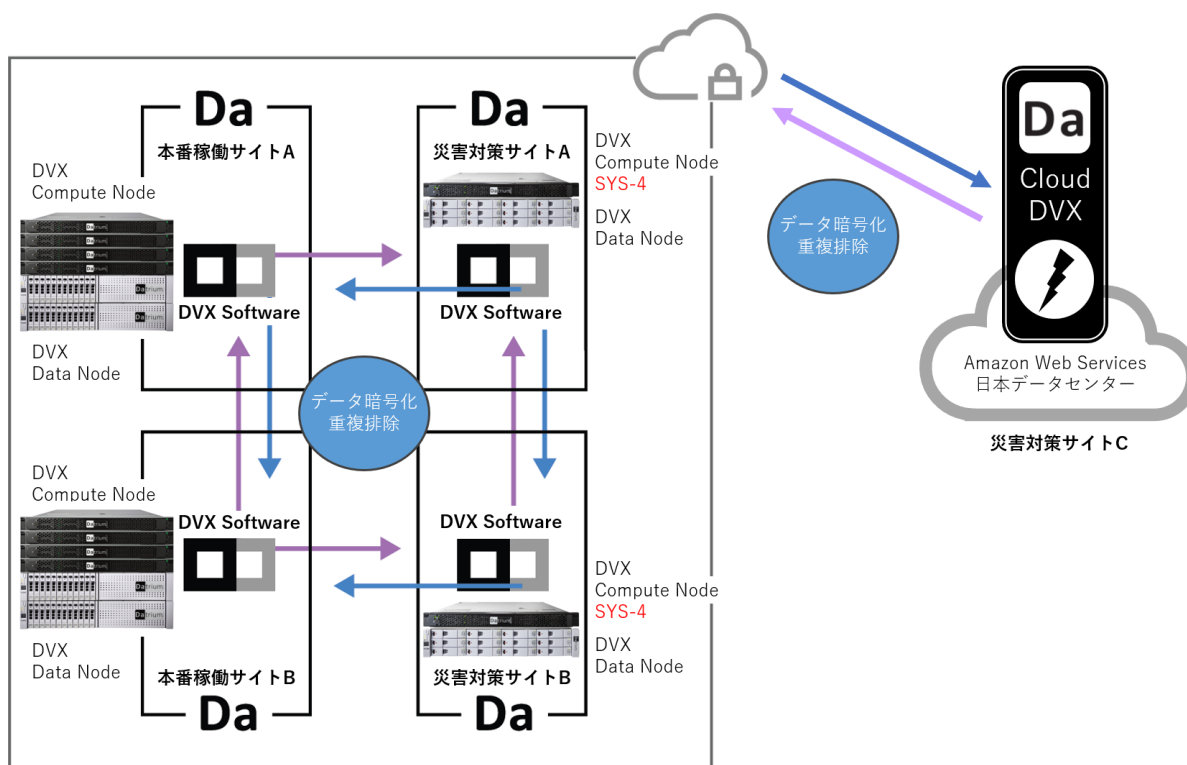 Da
本番稼働サイトA
DVX
Compute Node
DVX Software
DVX
Data Node
Da
災害対策サイトA
DVX
Compute Node
SYS-4
DVX
Data Node
DVX Software
データ暗号化
重複排除
DVX
Compute Node
DVX Software
DVX
Data Node
本番稼働サイトB
Da
DVX Software
DVX
Compute Node
SYS-4
DVX
Data Node
災害対策サイトB
Da
データ暗号化
重複排除
Da
Cloud
DVX
Amazon Web Services
日本データセンター
災害対策サイトC